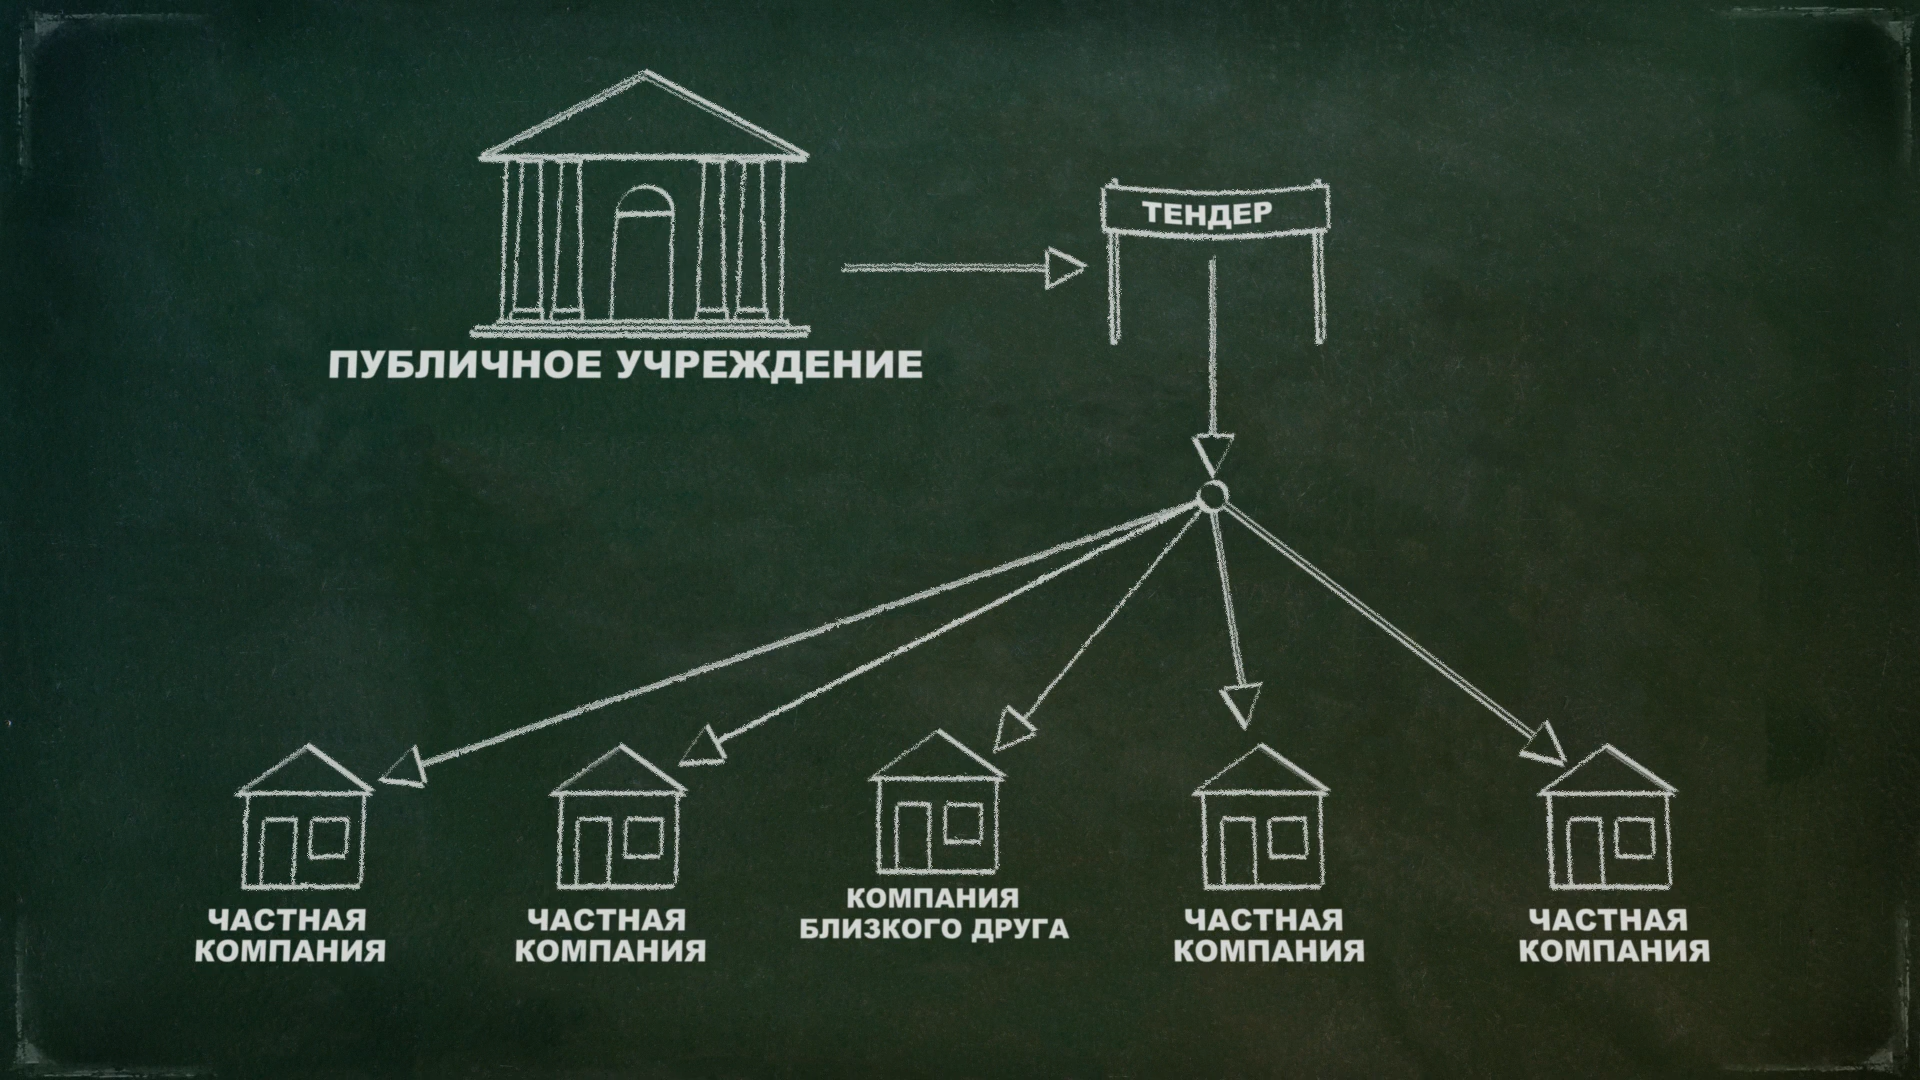 ТЕНДЕР
ПУБЛИЧНОЕ УЧРЕЖДЕНИЕ
ЧАСТНАЯ
КОМПАНИЯ
ЧАСТНАЯ
КОМПАНИЯ
КОМПАНИЯ
БЛИЗКОГО ДРУГА
ЧАСТНАЯ
КОМПАНИЯ
ЧАСТНАЯ
КОМПАНИЯ